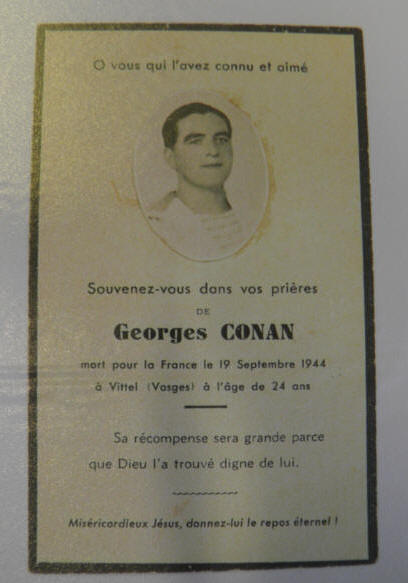 O vous qui l'avez connu et aimé
Souvenez-vous dans vos prières
DE
Georges CONAN
mort pour la France le 19 Septembre 1944
à Vittel (Vosges) à l'âge de 24 ans
Sa récompense sera grande parce
que Dieu l'a trouvé digne de lui.
Miséricordieux Jésus, donnez-lui le repos éternel !